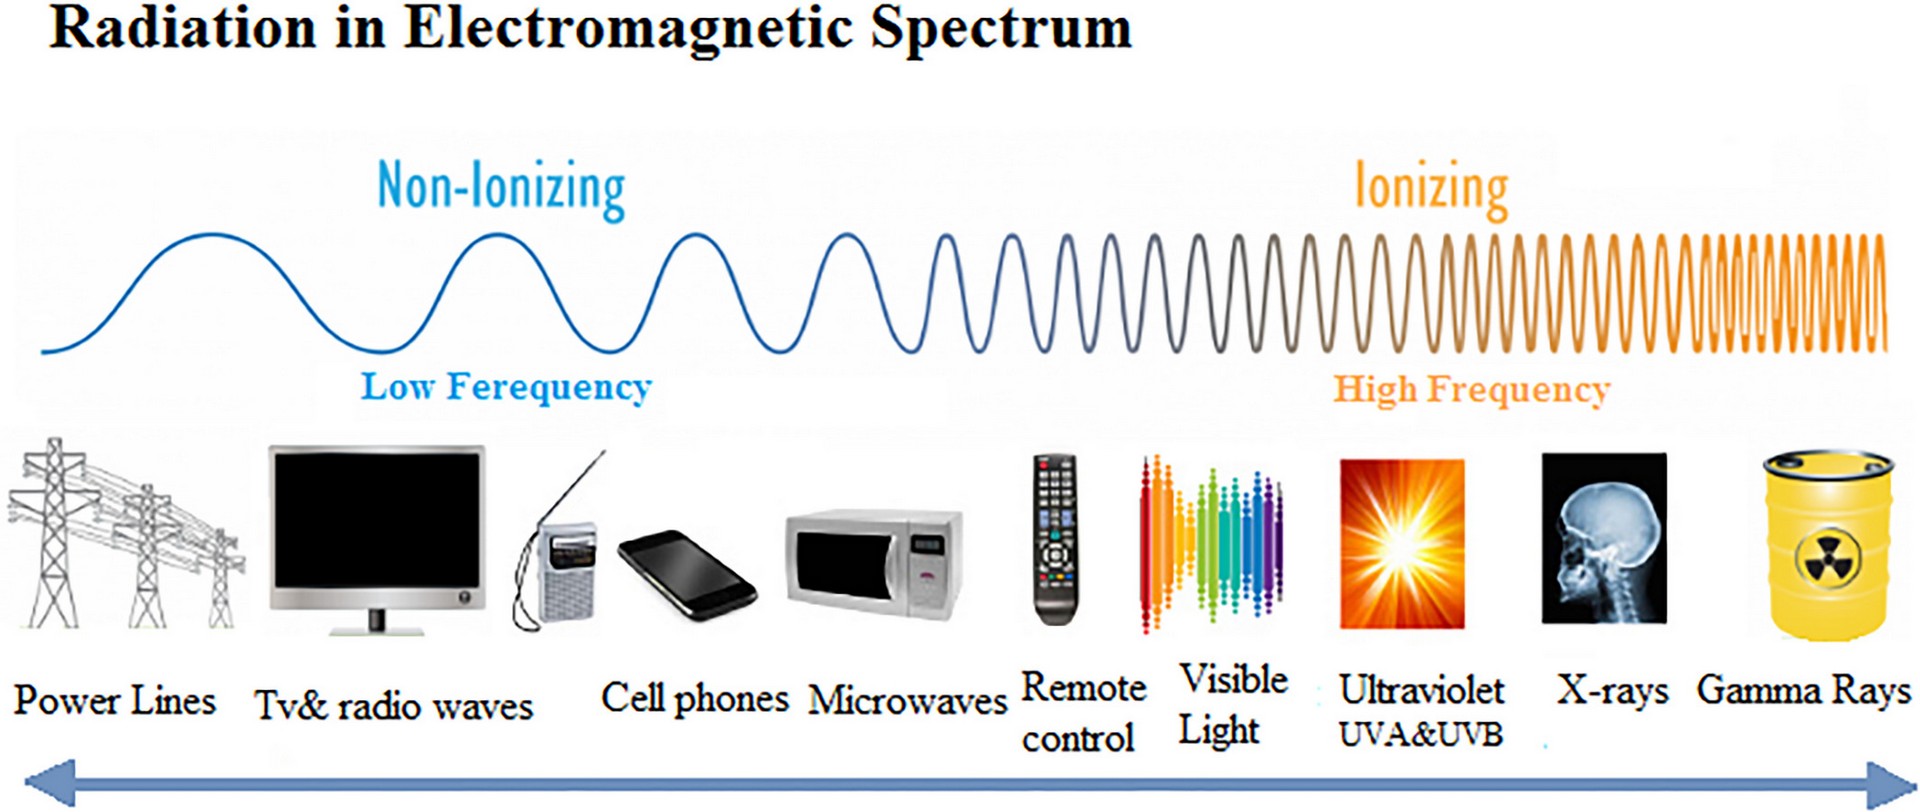 Radiation in Electromagnetic Spectrum
Non-Ionizing
Ionizing
Low Ferequency
High Frequency
Power Lines
Tv& radio waves
Cell phones
Microwaves
Remote
control
Visible
Light
Ultraviolet
UVA&UVB
X-rays
Gamma Rays